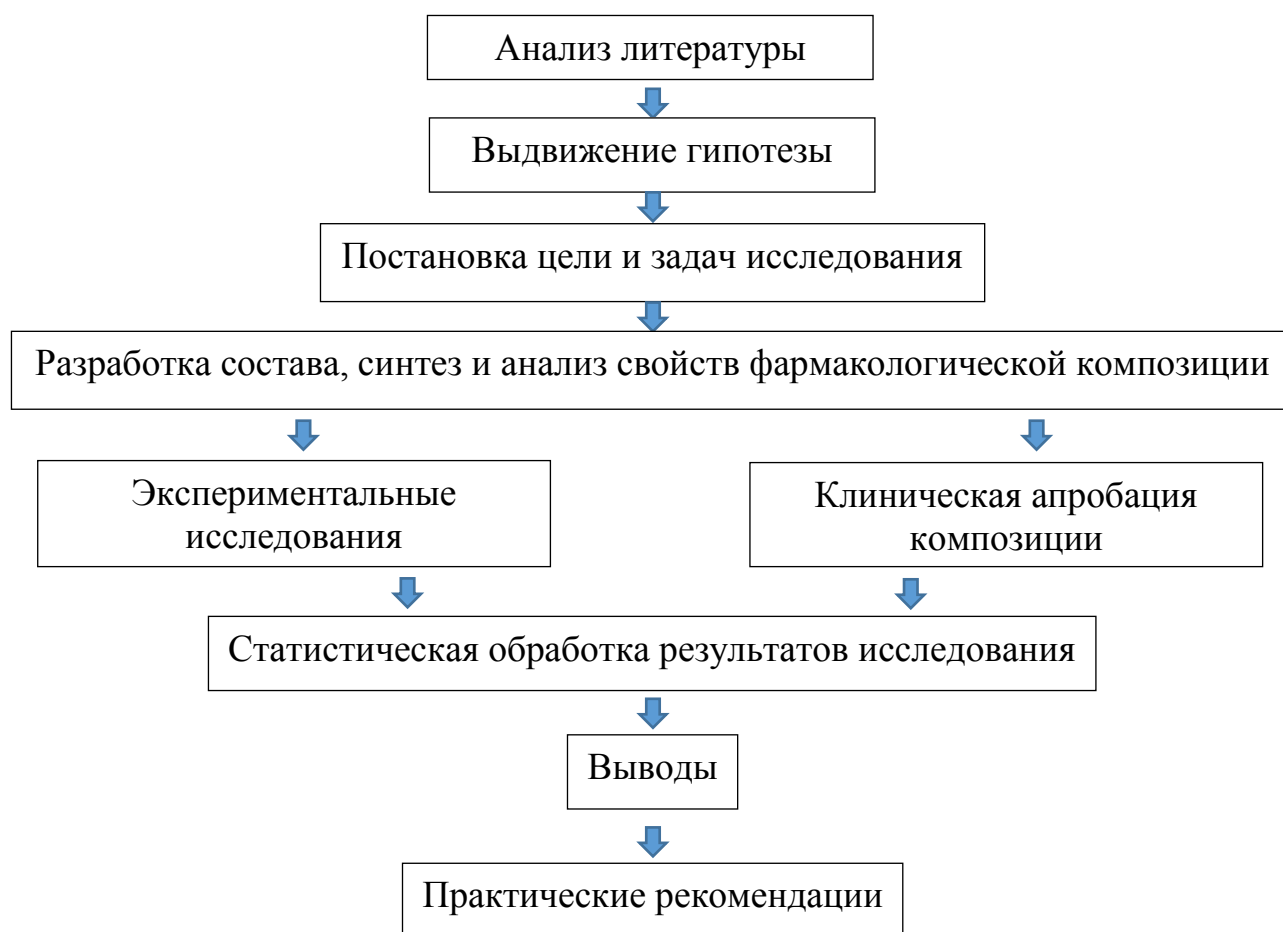 Анализ литературы
Выдвижение гипотезы
Постановка цели и задач исследования
Разработка состава, синтез и анализ свойств фармакологической композиции
Экспериментальные
исследования
Клиническая апробация
композиции
Статистическая обработка результатов исследования
Выводы
Практические рекомендации